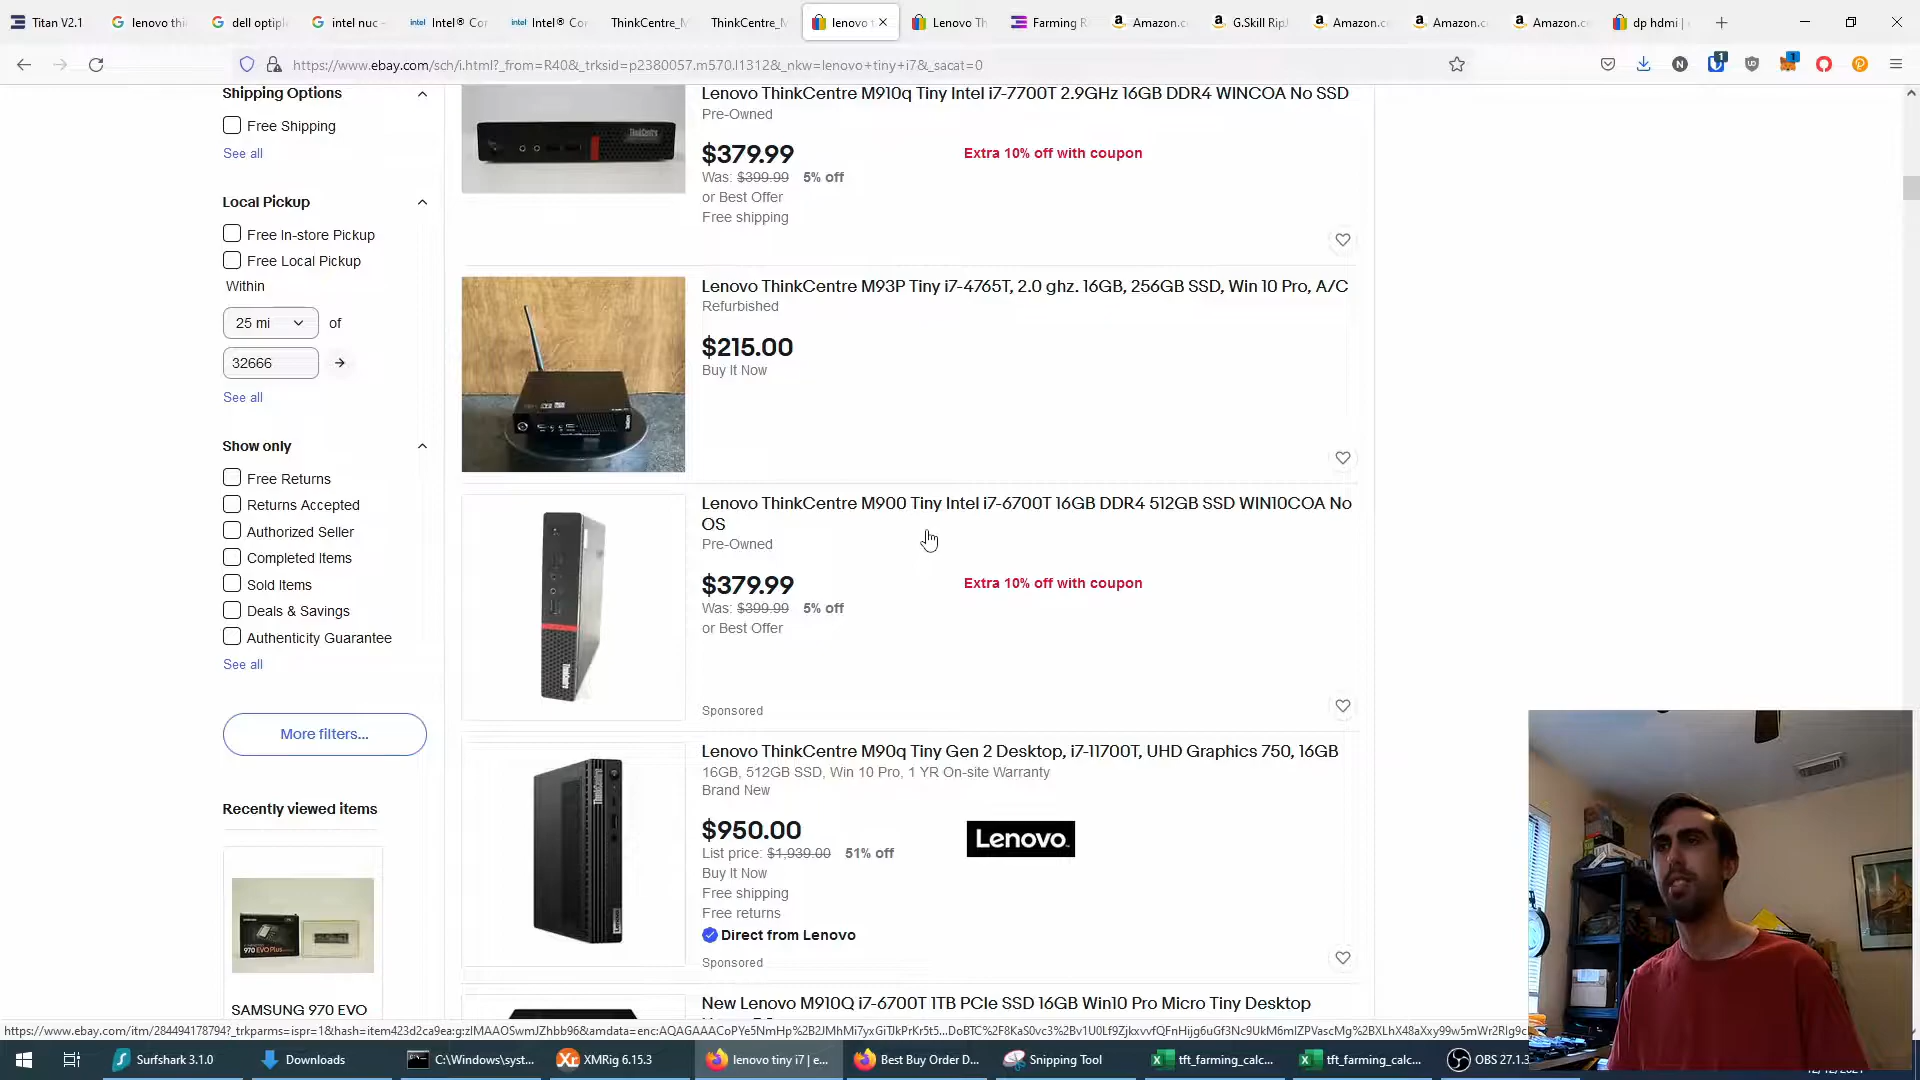 Titan V2.1
lenovo thi
dell optipl
intel nuc -
Intel® Co
Intel® Co
ThinkCentre_M
ThinkCentre_M
lenovo t
Lenovo Th
Farming R
Amazon.c
G.Skill Rip
Amazon.c
Amazon.c
Amazon.c
dp hdmi |
https://www.ebay.com/sch/i.html?_from=R40&_trksid=p2380057.m570.l1312&_nkw=lenovo+tiny+i7&_sacat=0
Shipping Options
Free Shipping
See all
Local Pickup
Free In-store Pickup
Free Local Pickup
Within
25 mi of
32666
See all
Show only
Free Returns
Returns Accepted
Authorized Seller
Completed Items
Sold Items
Deals & Savings
Authenticity Guarantee
See all
More filters...
Recently viewed items
970 EVO Plus
SAMSUNG 970 EVO
Lenovo ThinkCentre M910q Tiny Intel i7-7700T 2.9GHz 16GB DDR4 WINCOA No SSD
Pre-Owned
$379.99
Extra 10% off with coupon
Was: $399.99 5% off
or Best Offer
Free shipping
Lenovo ThinkCentre M93P Tiny i7-4765T, 2.0 ghz. 16GB, 256GB SSD, Win 10 Pro, A/C
Refurbished
$215.00
Buy It Now
Lenovo ThinkCentre M900 Tiny Intel i7-6700T 16GB DDR4 512GB SSD WIN10COA No
OS
Pre-Owned
$379.99
Extra 10% off with coupon
Was: $399.99 5% off
or Best Offer
Sponsored
Lenovo ThinkCentre M90q Tiny Gen 2 Desktop, i7-11700T, UHD Graphics 750, 16GB
16GB, 512GB SSD, Win 10 Pro, 1 YR On-site Warranty
Brand New
$950.00
Lenovo
List price: $1,939.00 51% off
Buy It Now
Free shipping
Free returns
Direct from Lenovo
Sponsored
New Lenovo M910Q i7-6700T 1TB PCIe SSD 16GB Win10 Pro Micro Tiny Desktop
Surfshark 3.1.0
Downloads
C:\Windows\syst...
XMRig 6.15.3
lenovo tiny i7 | e...
Best Buy Order D...
Snipping Tool
tft_farming_calc...
tft_farming_calc...
OBS 27.1.3